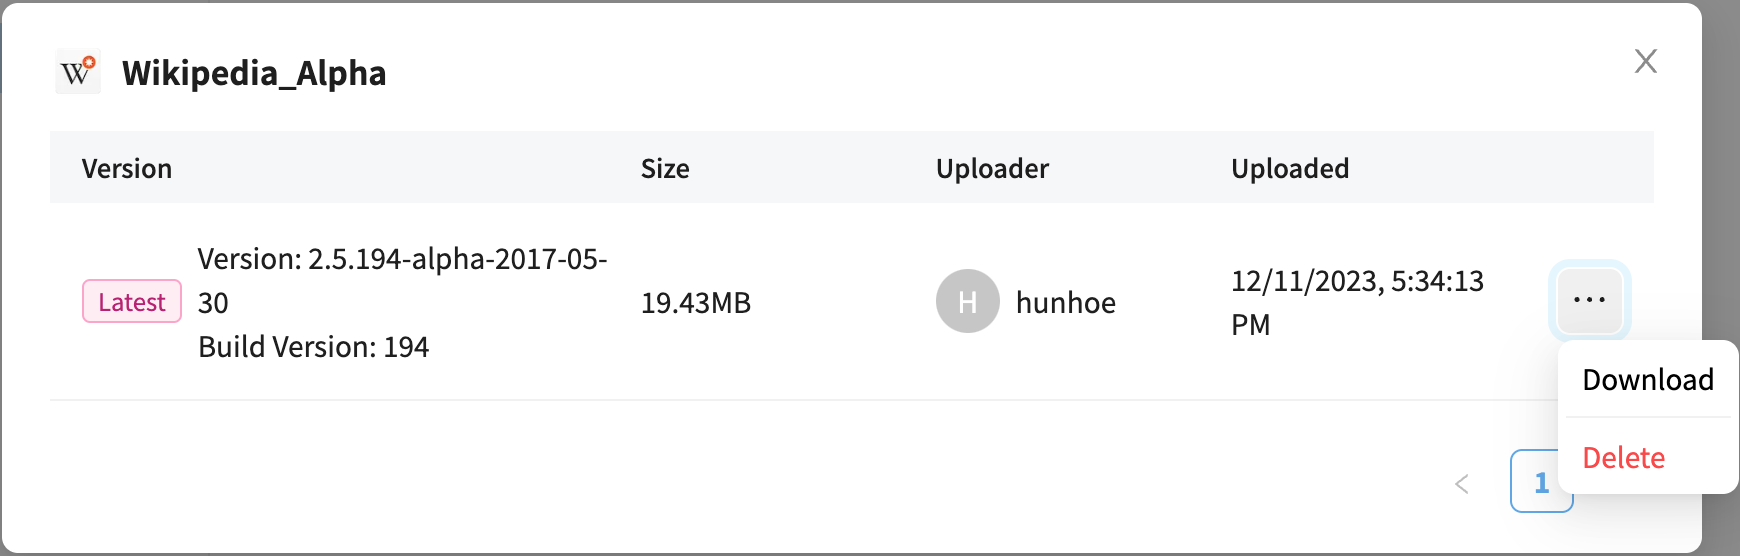 W
Wikipedia_Alpha
X
Version Size Uploader Uploaded
Version: 2.5.194-alpha-2017-05-
30
Build Version: 194
Latest
19.43MB
H hunhoe
12/11/2023, 5:34:13
PM
...
Download
Delete
< 1